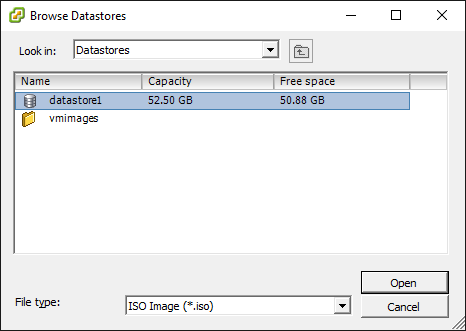 Browse Datastores
Look in: Datastores
Name Capacity Free space
datastore1 52.50 GB 50.88 GB
vmimages
Open
File type: ISO Image (*.iso)
Cancel